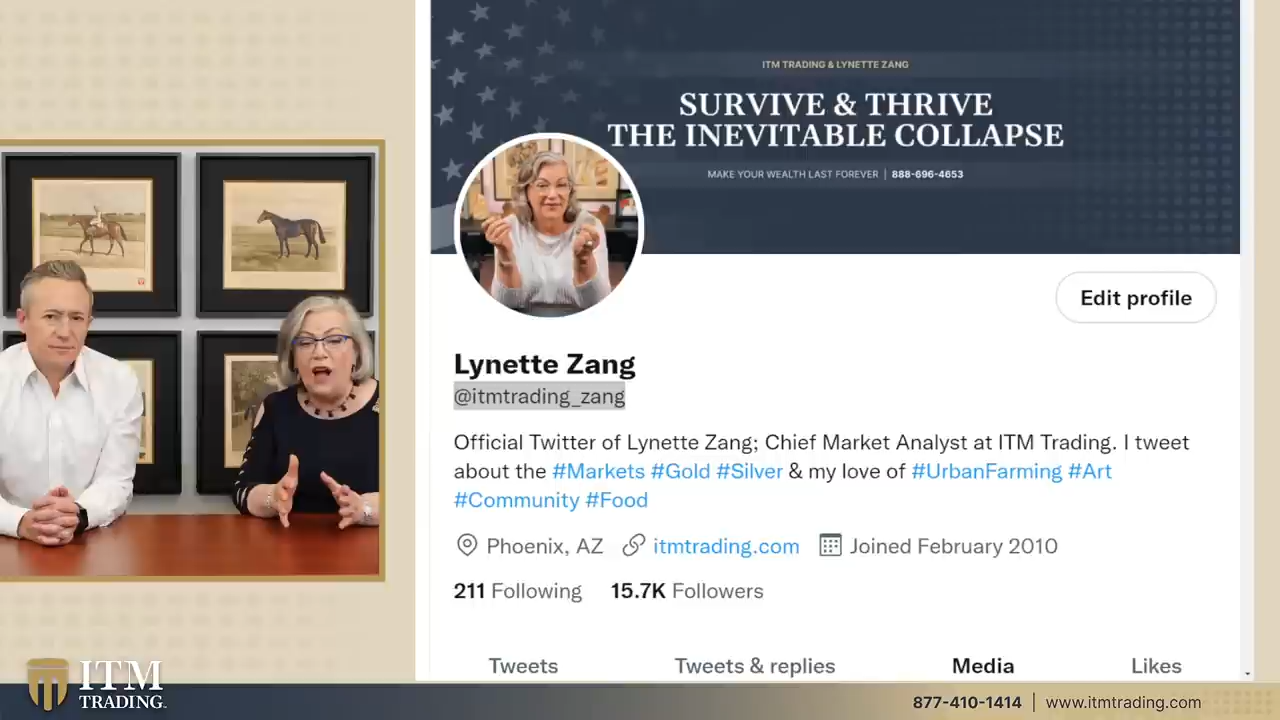 ITM TRADING & LYNETTE ZANG
SURVIVE & THRIVE
THE INEVITABLE COLLAPSE
MAKE YOUR WEALTH LAST FOREVER | 888-696-4653
Edit profile
Lynette Zang
@itmtrading_zang
Official Twitter of Lynette Zang; Chief Market Analyst at ITM Trading. I tweet
about the #Markets #Gold #Silver & my love of #UrbanFarming #Art
#Community #Food
Phoenix, AZ itmtrading.com Joined February 2010
211 Following 15.7K Followers
Tweets Tweets & replies Media Likes
ITM
TRADING
877-410-1414 | www.itmtrading.com